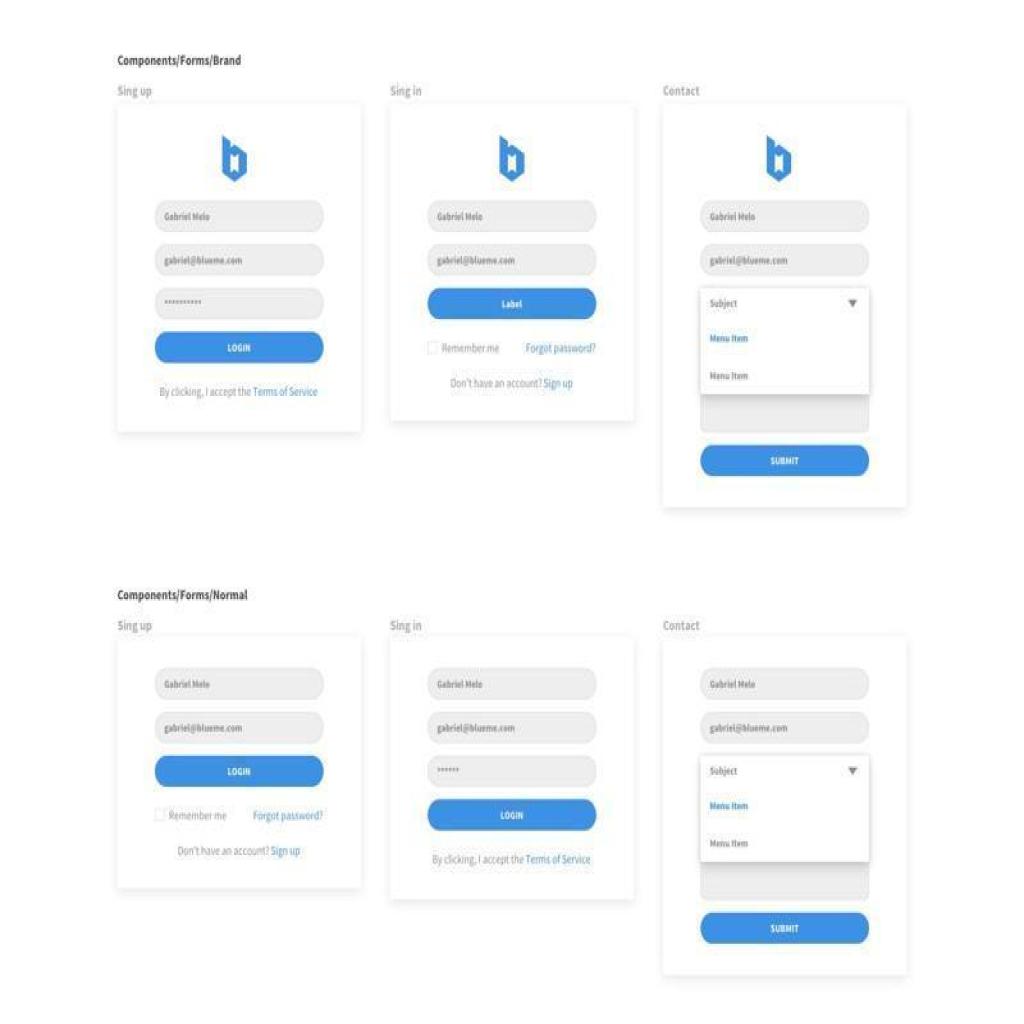 Components/Forms/Brand
Sing up
Gabriel Melo
gabriel@blueme.com
**********
LOGIN
By clicking, I accept the Terms of Service
Sing in
Gabriel Melo
gabriel@blueme.com
Label
Remember me Forgot password?
Don't have an account? Sign up
Contact
Gabriel Melo
gabriel@blueme.com
Subject
Menu Item
Menu Item
SUBMIT
Components/Forms/Normal
Sing up
Gabriel Melo
gabriel@blueme.com
LOGIN
Remember me Forgot password?
Don't have an account? Sign up
Sing in
Gabriel Melo
gabriel@blueme.com
******
LOGIN
By clicking, I accept the Terms of Service
Contact
Gabriel Melo
gabriel@blueme.com
Subject
Menu Item
Menu Item
SUBMIT